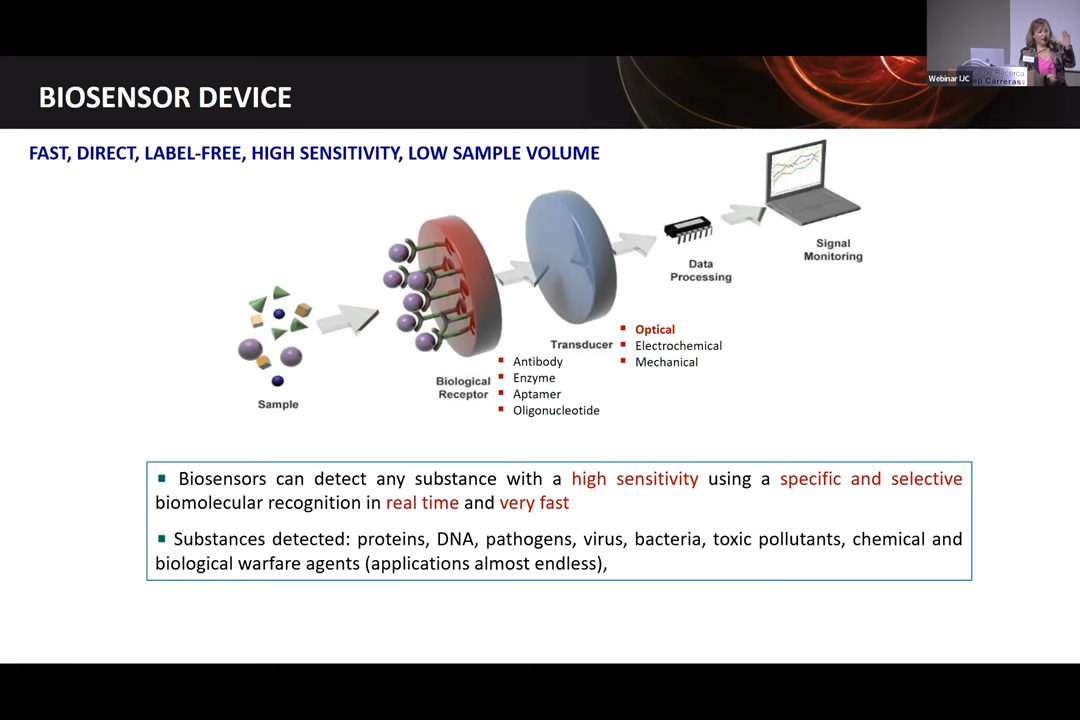 Webinar IJC
Recerca
ep Carreras
BIOSENSOR DEVICE
FAST, DIRECT, LABEL-FREE, HIGH SENSITIVITY, LOW SAMPLE VOLUME
Sample
Biological
Receptor
Antibody
Enzyme
Aptamer
Oligonucleotide
Transducer
Optical
Electrochemical
Mechanical
Data
Processing
Signal
Monitoring
Biosensors can detect any substance with a high sensitivity using a specific and selective
biomolecular recognition in real time and very fast
Substances detected: proteins, DNA, pathogens, virus, bacteria, toxic pollutants, chemical and
biological warfare agents (applications almost endless),